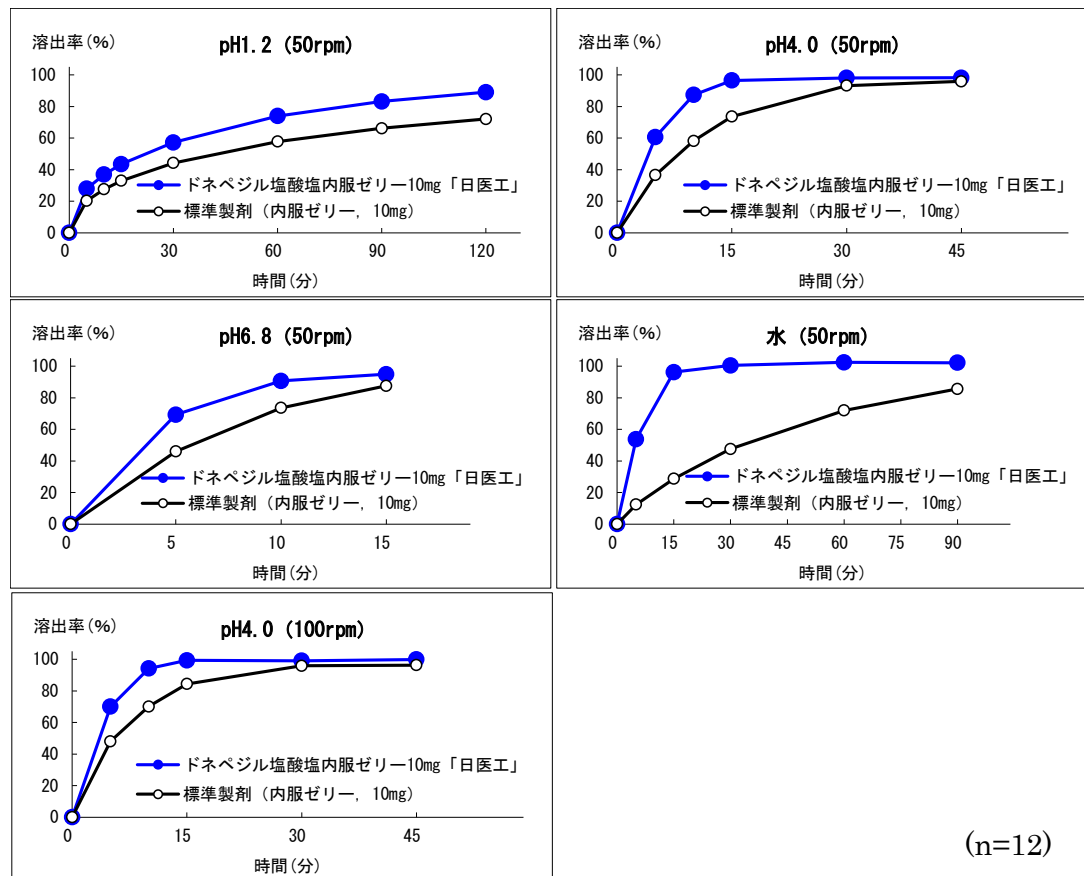 溶出率(%)
pH1.2 (50rpm)
100
80
60
40
20
0
ドネペジル塩酸塩内服ゼリー10mg「日医工」
標準製剤（内服ゼリー, 10mg）
0 30 60 90 120
時間(分)
溶出率(%)
pH4.0 (50rpm)
100
80
60
40
20
0
ドネペジル塩酸塩内服ゼリー10mg「日医工」
標準製剤（内服ゼリー, 10mg）
0 15 30 45
時間(分)
溶出率(%)
pH6.8 (50rpm)
100
80
60
40
20
0
ドネペジル塩酸塩内服ゼリー10mg「日医工」
標準製剤（内服ゼリー, 10mg）
0 5 10 15
時間(分)
溶出率(%)
水 (50rpm)
100
80
60
40
20
0
ドネペジル塩酸塩内服ゼリー10mg「日医工」
標準製剤（内服ゼリー, 10mg）
0 15 30 45 60 75 90
時間(分)
溶出率(%)
pH4.0 (100rpm)
100
80
60
40
20
0
ドネペジル塩酸塩内服ゼリー10mg「日医工」
標準製剤（内服ゼリー, 10mg）
0 15 30 45
時間(分)
(n=12)